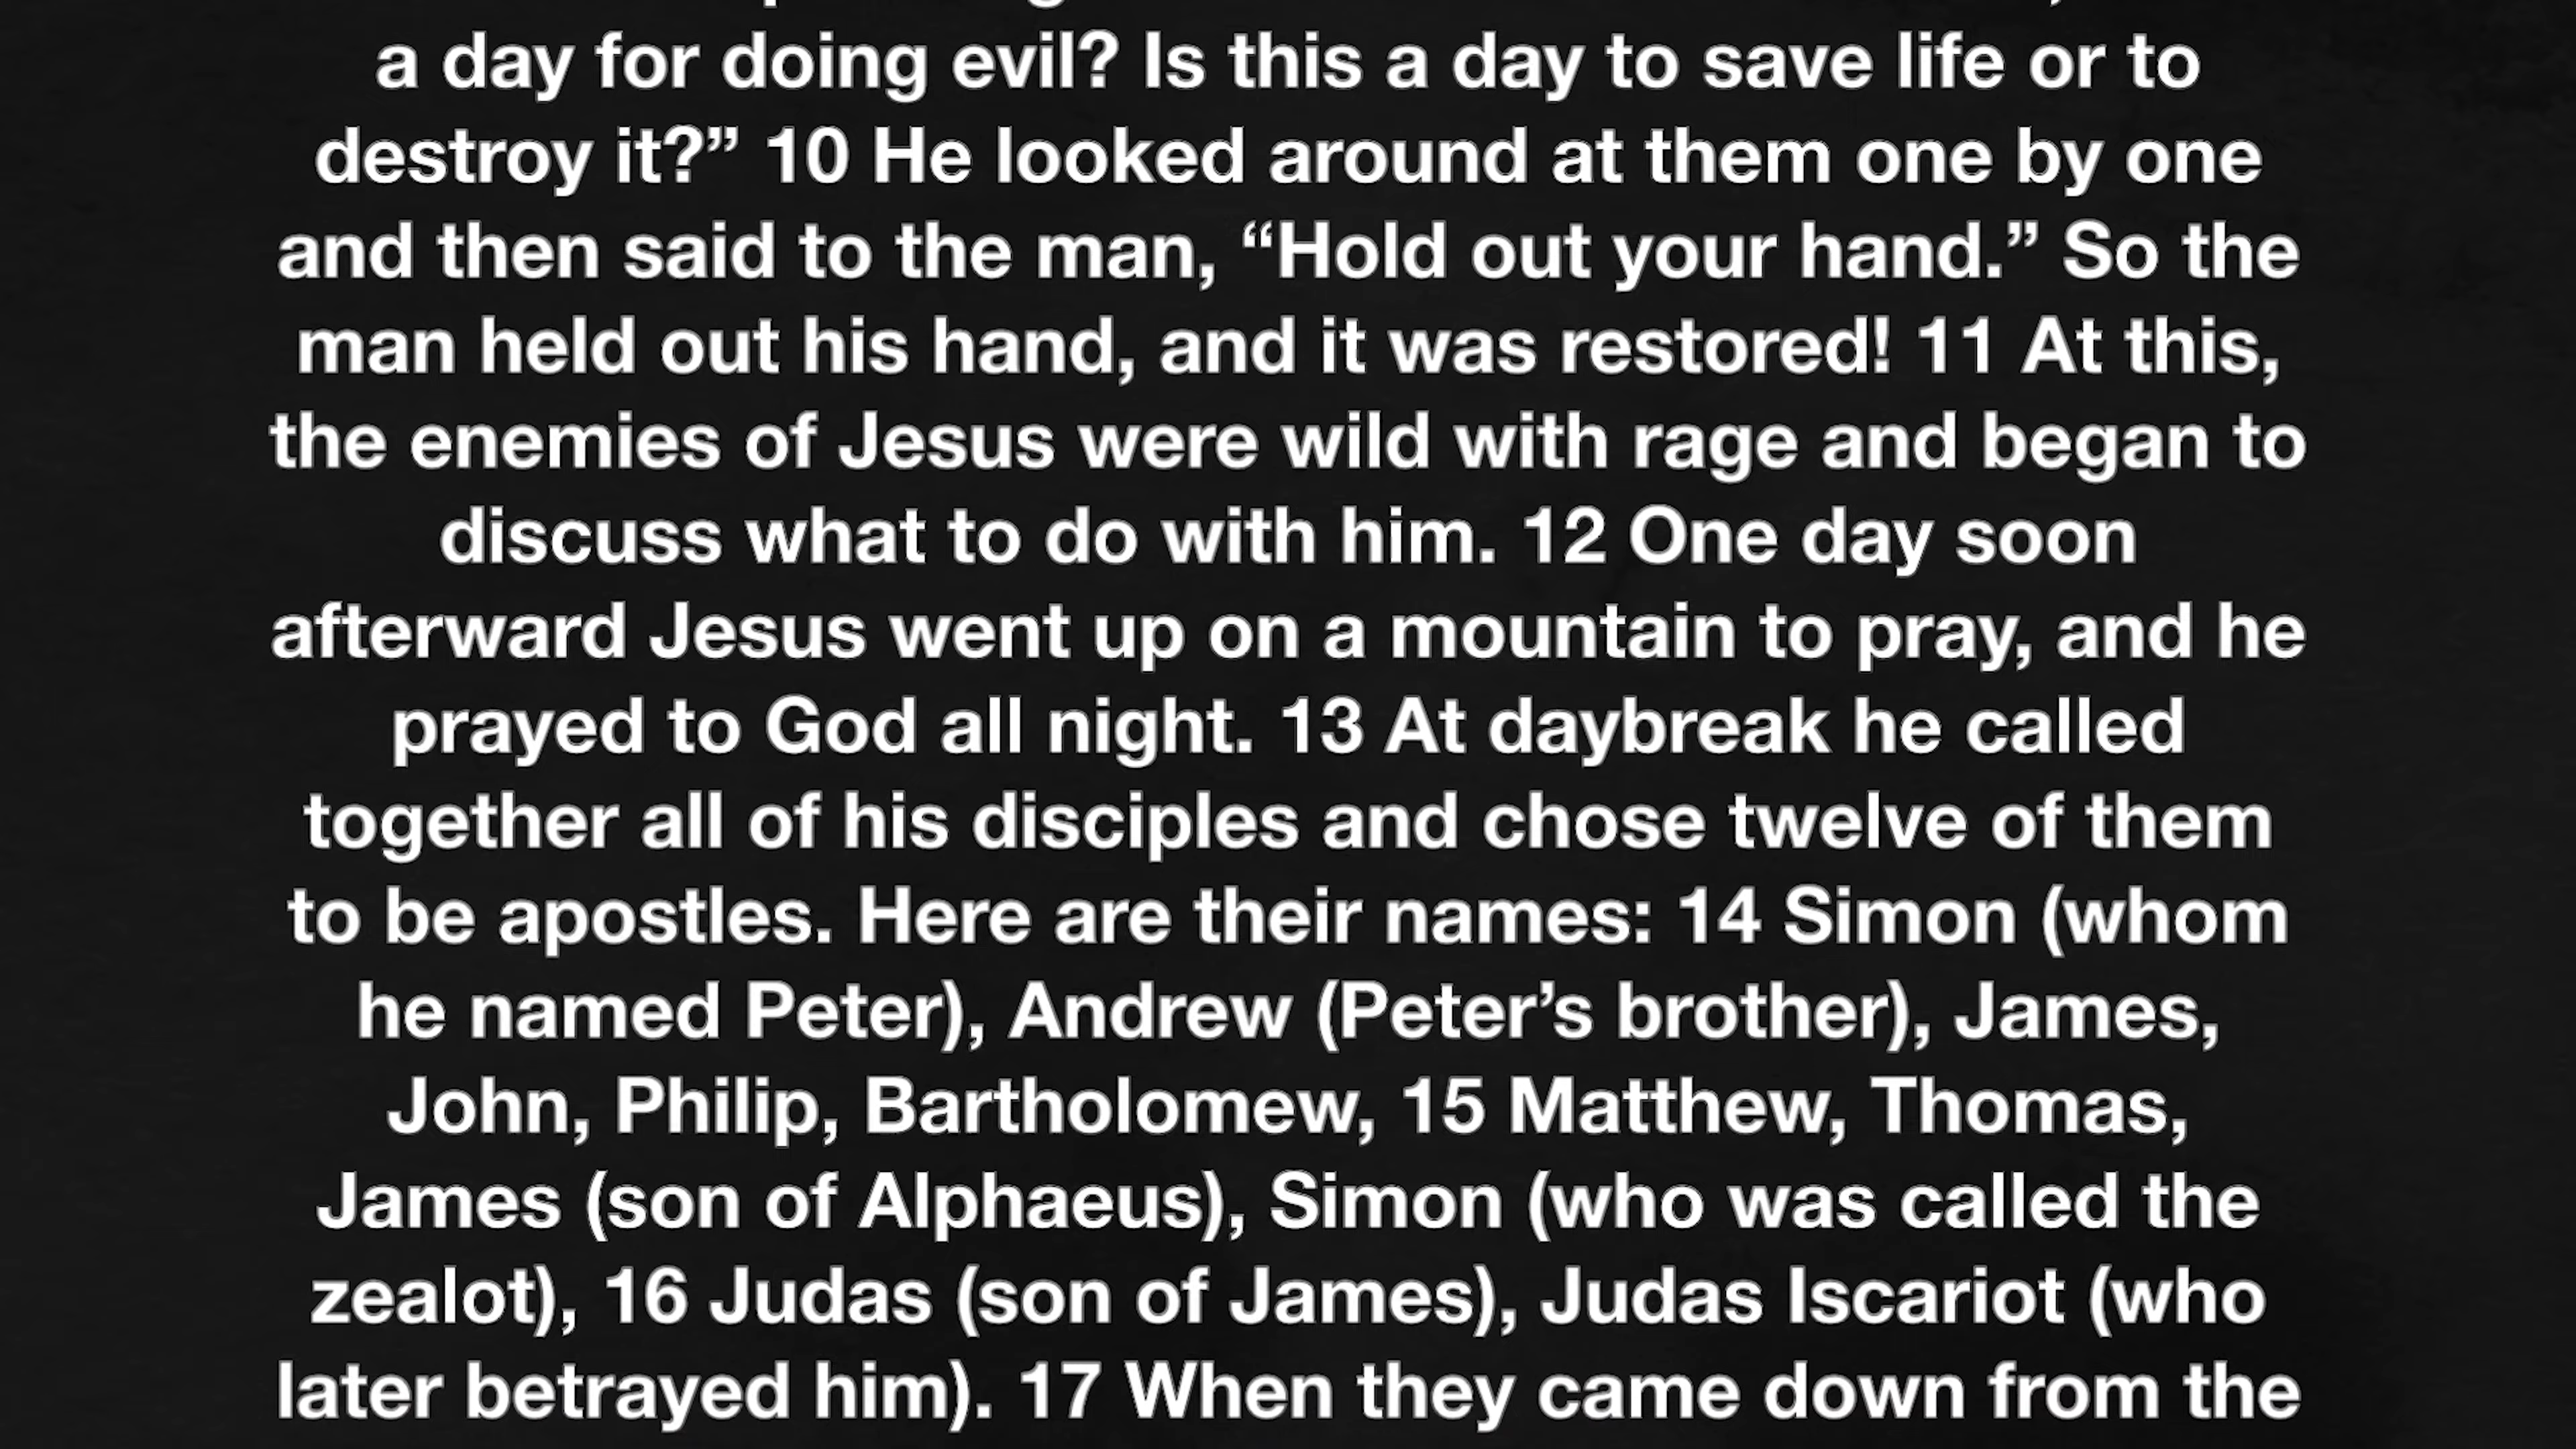 a day for doing evil? Is this a day to save life or to
destroy it?” 10 He looked around at them one by one
and then said to the man, “Hold out your hand.” So the
man held out his hand, and it was restored! 11 At this,
the enemies of Jesus were wild with rage and began to
discuss what to do with him. 12 One day soon
afterward Jesus went up on a mountain to pray, and he
prayed to God all night. 13 At daybreak he called
together all of his disciples and chose twelve of them
to be apostles. Here are their names: 14 Simon (whom
he named Peter), Andrew (Peter’s brother), James,
John, Philip, Bartholomew, 15 Matthew, Thomas,
James (son of Alphaeus), Simon (who was called the
zealot), 16 Judas (son of James), Judas Iscariot (who
later betrayed him). 17 When they came down from the